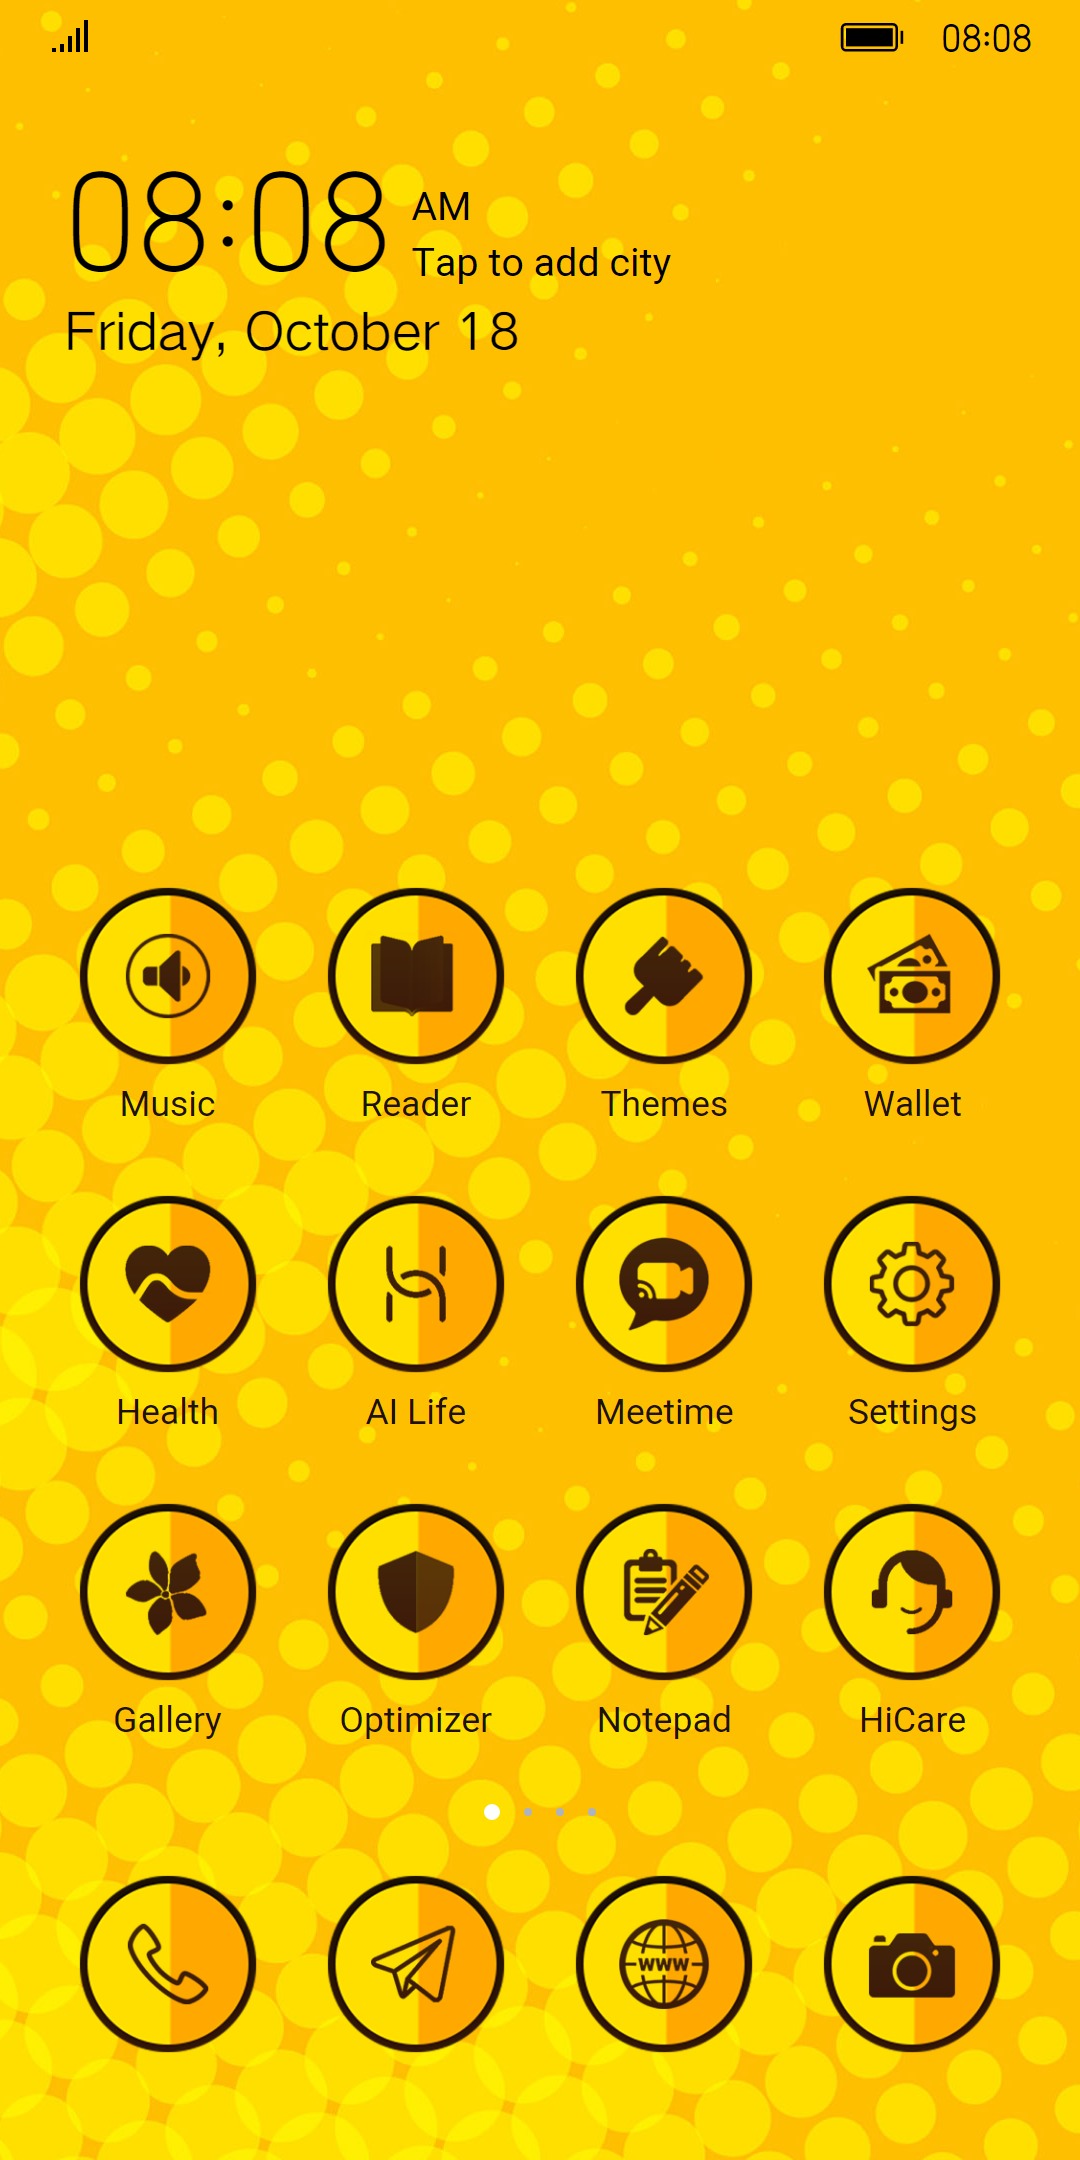 08:08
08:08 AM
Tap to add city
Friday, October 18
Music Reader Themes Wallet
Health AI Life Meetime Settings
Gallery Optimizer Notepad HiCare
www